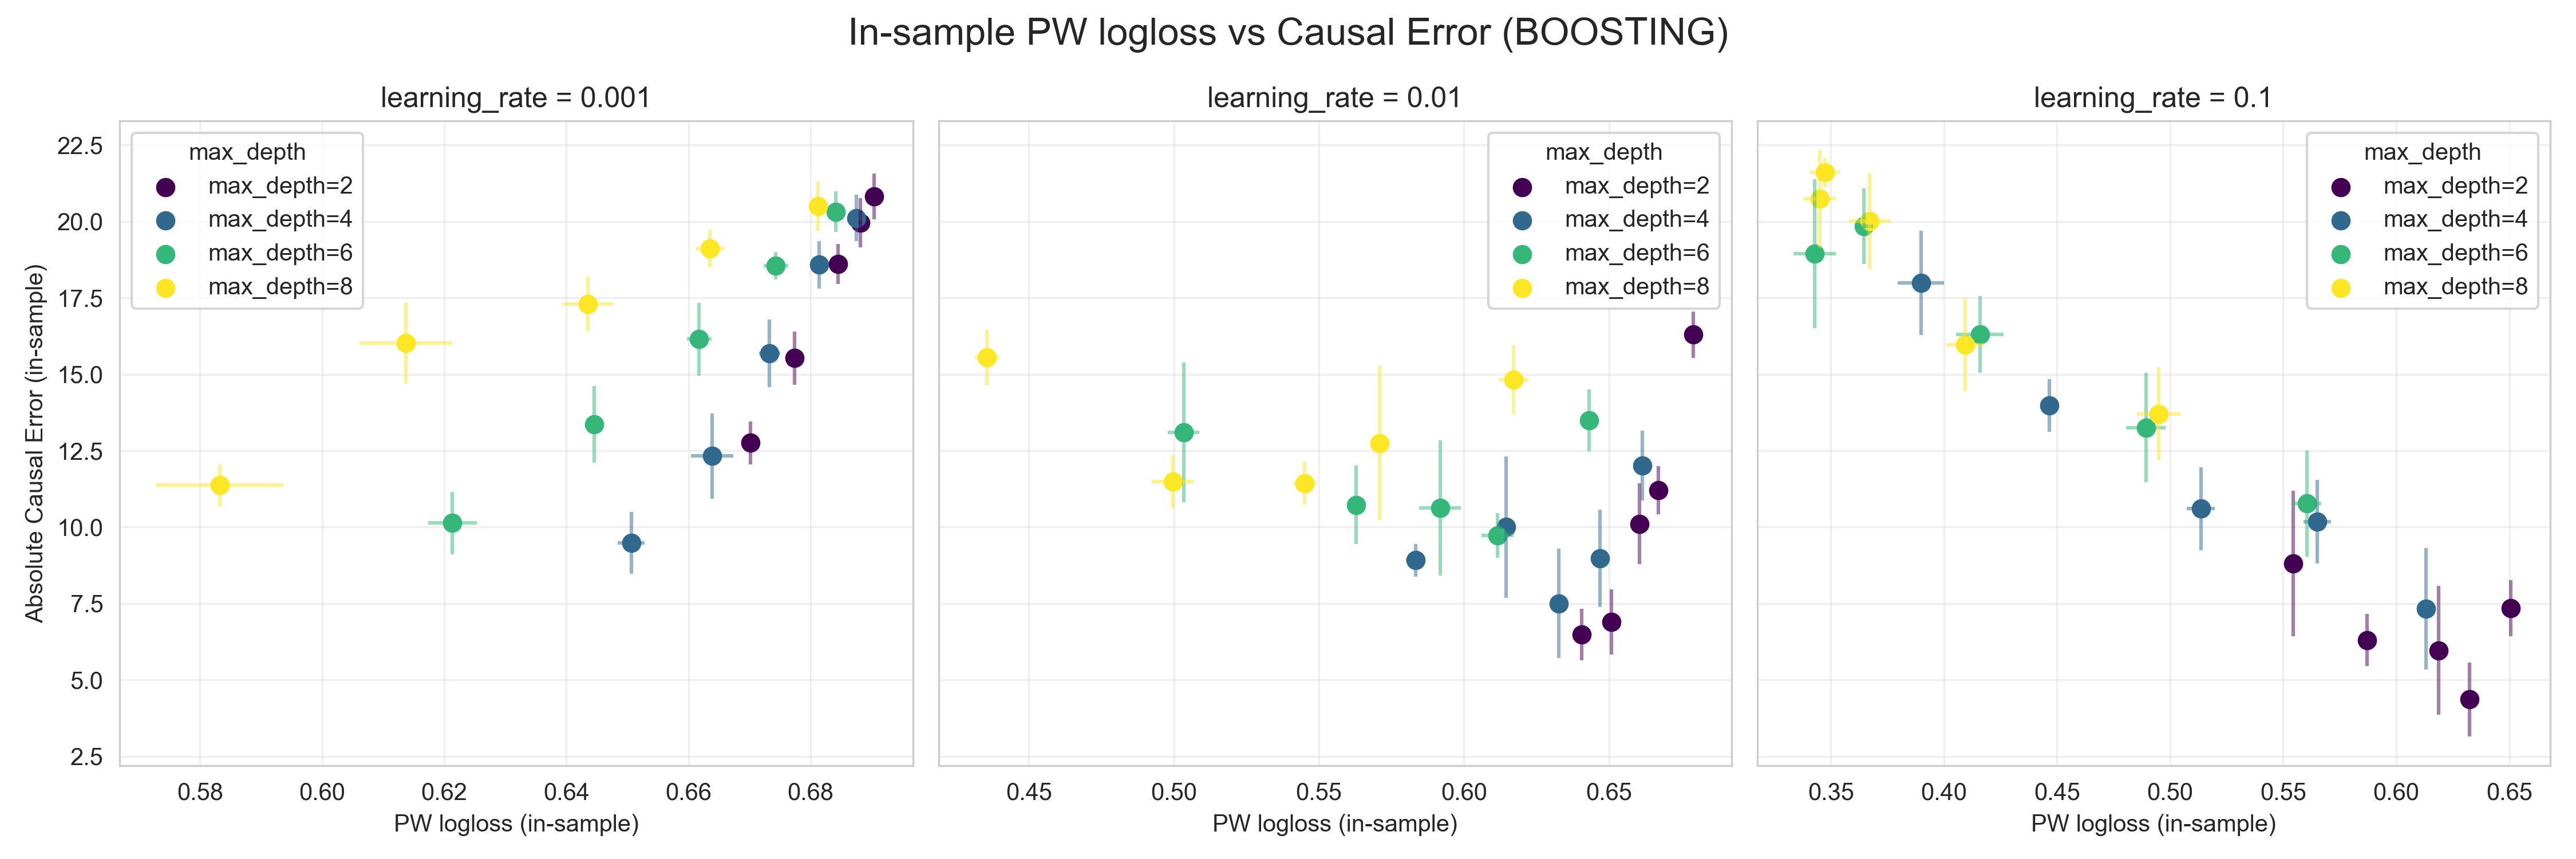 In-sample PW logloss vs Causal Error (BOOSTING)
learning_rate = 0.001
learning_rate = 0.01
learning_rate = 0.1
Absolute Causal Error (in-sample)
22.5
20.0
17.5
15.0
12.5
10.0
7.5
5.0
2.5
max_depth
max_depth=2
max_depth=4
max_depth=6
max_depth=8
max_depth
max_depth=2
max_depth=4
max_depth=6
max_depth=8
max_depth
max_depth=2
max_depth=4
max_depth=6
max_depth=8
0.58 0.60 0.62 0.64 0.66 0.68
0.45 0.50 0.55 0.60 0.65
0.35 0.40 0.45 0.50 0.55 0.60 0.65
PW logloss (in-sample)
PW logloss (in-sample)
PW logloss (in-sample)